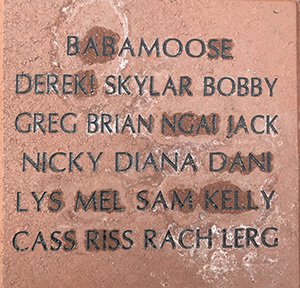 BABAMOOSE
DEREK! SKYLAR BOBBY
GREG BRIAN NGAI JACK
NICKY DIANA DANI
LYS MEL SAM KELLY
CASS RISS RACH LERG